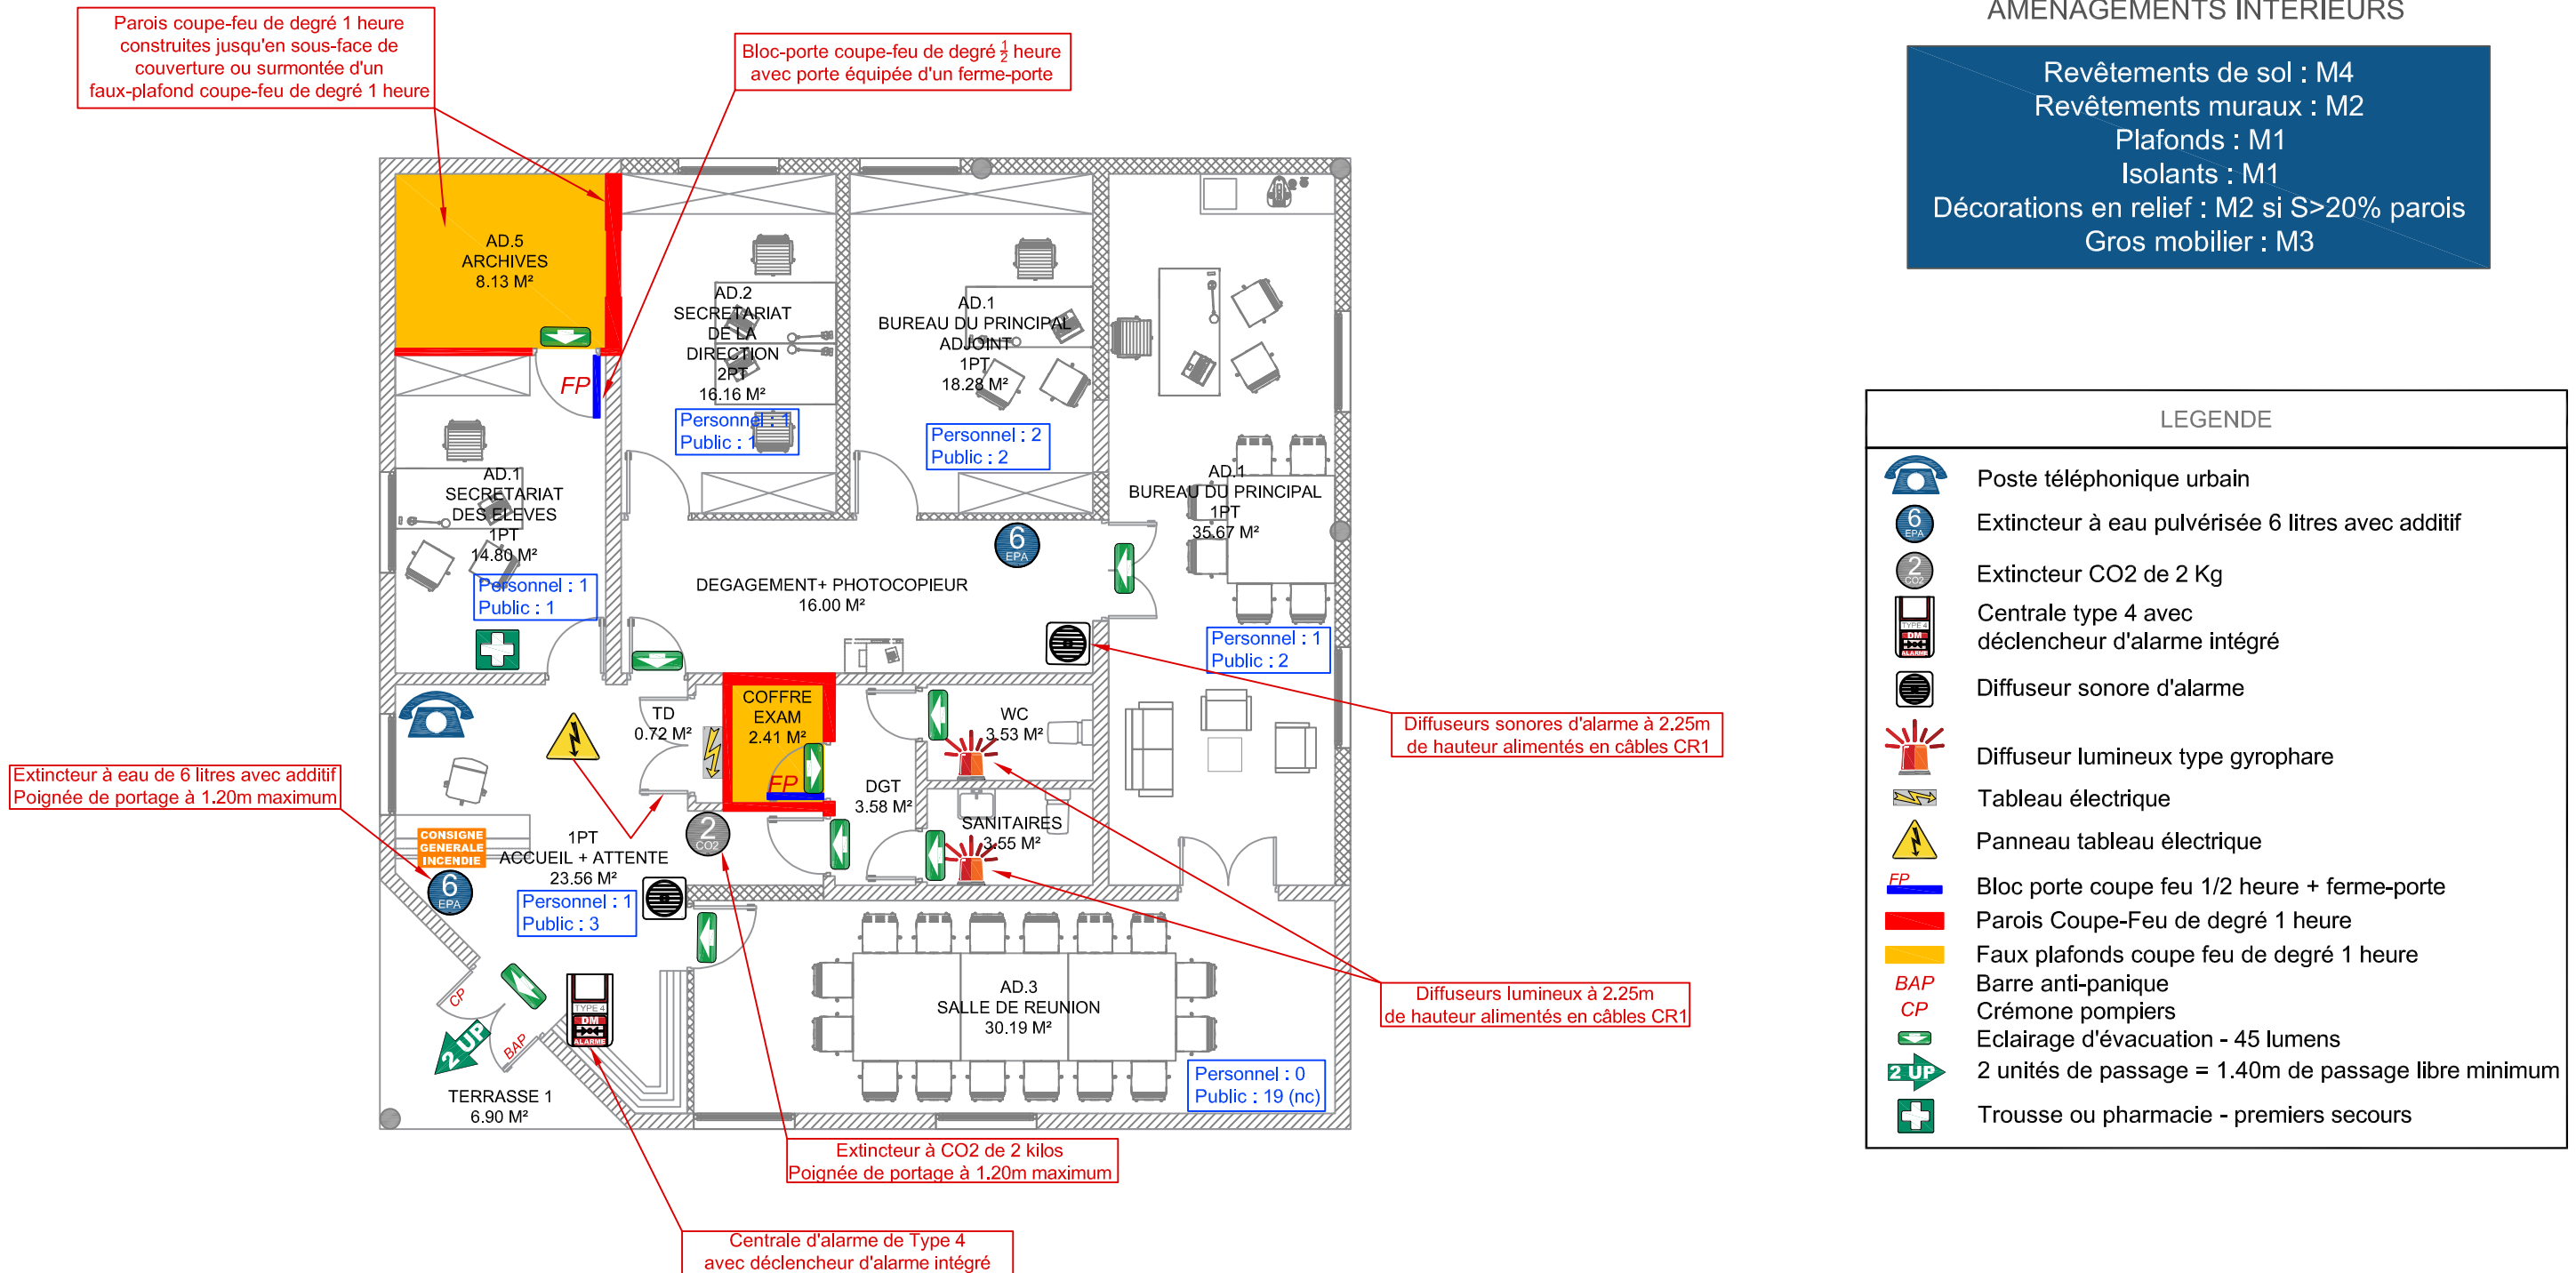 Parois coupe-feu de degré 1 heure
construites jusqu'en sous-face de
couverture ou surmontée d'un
faux-plafond coupe-feu de degré 1 heure
Bloc-porte coupe-feu de degré ½ heure
avec porte équipée d'un ferme-porte
AMENAGEMENTS INTERIEURS
Revêtements de sol : M4
Revêtements muraux : M2
Plafonds : M1
Isolants : M1
Décorations en relief : M2 si S>20% parois
Gros mobilier : M3
AD.5
ARCHIVES
8.13 M²
FP
AD.2
SECRETARIAT
DE LA
DIRECTION
2PT
16.16 M²
Personnel : 1
Public : 1
AD.1
BUREAU DU PRINCIPAL
ADJOINT
1PT
18.28 M²
Personnel : 2
Public : 2
AD.1
BUREAU DU PRINCIPAL
1PT
35.67 M²
Personnel : 1
Public : 2
AD.1
SECRETARIAT
DES ELEVES
1PT
14.80 M²
Personnel : 1
Public : 1
6
EPA
DEGAGEMENT+ PHOTOCOPIEUR
16.00 M²
TD
0.72 M²
COFFRE
EXAM
2.41 M²
FP
WC
3.53 M²
DGT
3.58 M²
SANITAIRES
3.55 M²
Diffuseurs sonores d'alarme à 2.25m
de hauteur alimentés en câbles CR1
Extincteur à eau de 6 litres avec additif
Poignée de portage à 1.20m maximum
CONSIGNE
GENERALE
INCENDIE
6
EPA
1PT
ACCUEIL + ATTENTE
23.56 M²
Personnel : 1
Public : 3
2
CO2
CP
BAP
2 UP
TYPE 4
DM
ALARME
TERRASSE 1
6.90 M²
AD.3
SALLE DE REUNION
30.19 M²
Personnel : 0
Public : 19 (nc)
Diffuseurs lumineux à 2.25m
de hauteur alimentés en câbles CR1
Extincteur à CO2 de 2 kilos
Poignée de portage à 1.20m maximum
Centrale d'alarme de Type 4
avec déclencheur d'alarme intégré
LEGENDE
Poste téléphonique urbain
6
EPA
Extincteur à eau pulvérisée 6 litres avec additif
2
CO2
Extincteur CO2 de 2 Kg
TYPE 4
DM
ALARME
Centrale type 4 avec
déclencheur d'alarme intégré
Diffuseur sonore d'alarme
Diffuseur lumineux type gyrophare
Tableau électrique
Panneau tableau électrique
FP Bloc porte coupe feu 1/2 heure + ferme-porte
Parois Coupe-Feu de degré 1 heure
Faux plafonds coupe feu de degré 1 heure
BAP Barre anti-panique
CP Crémone pompiers
Eclairage d'évacuation - 45 lumens
2 UP 2 unités de passage = 1.40m de passage libre minimum
Trousse ou pharmacie - premiers secours